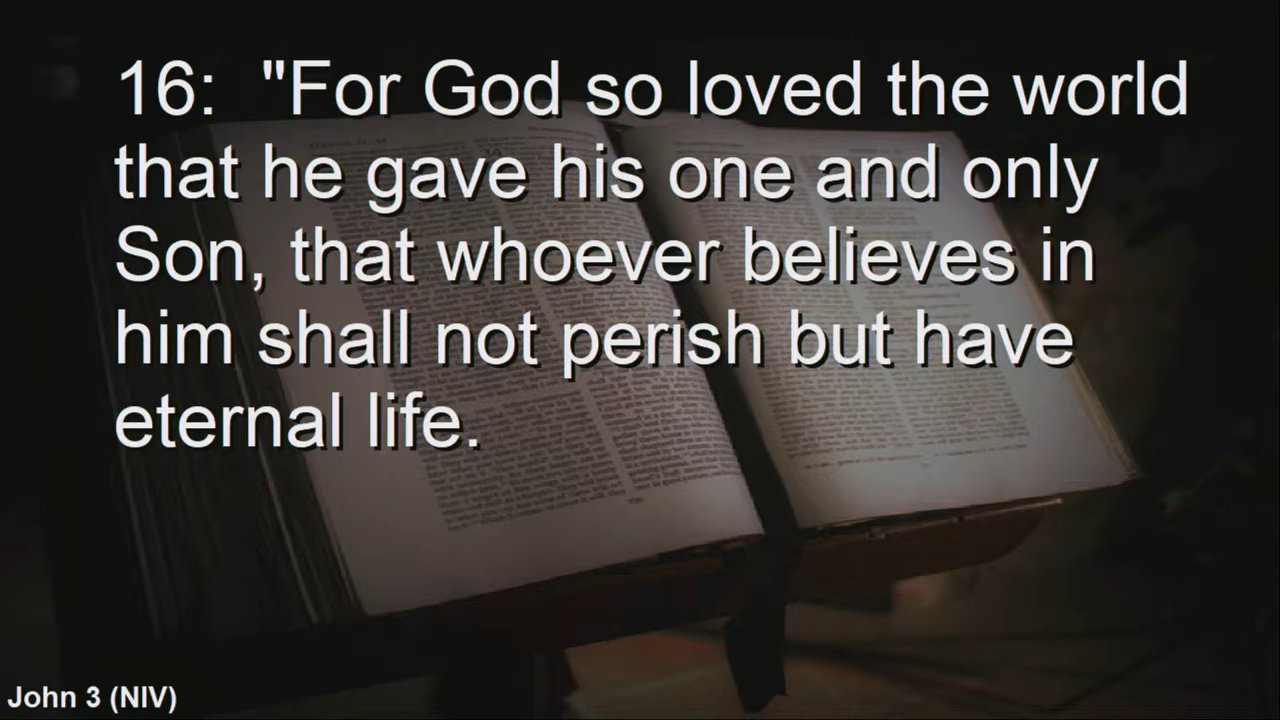 16:  "For God so loved the world
that he gave his one and only
Son, that whoever believes in
him shall not perish but have
eternal life.
John 3 (NIV)